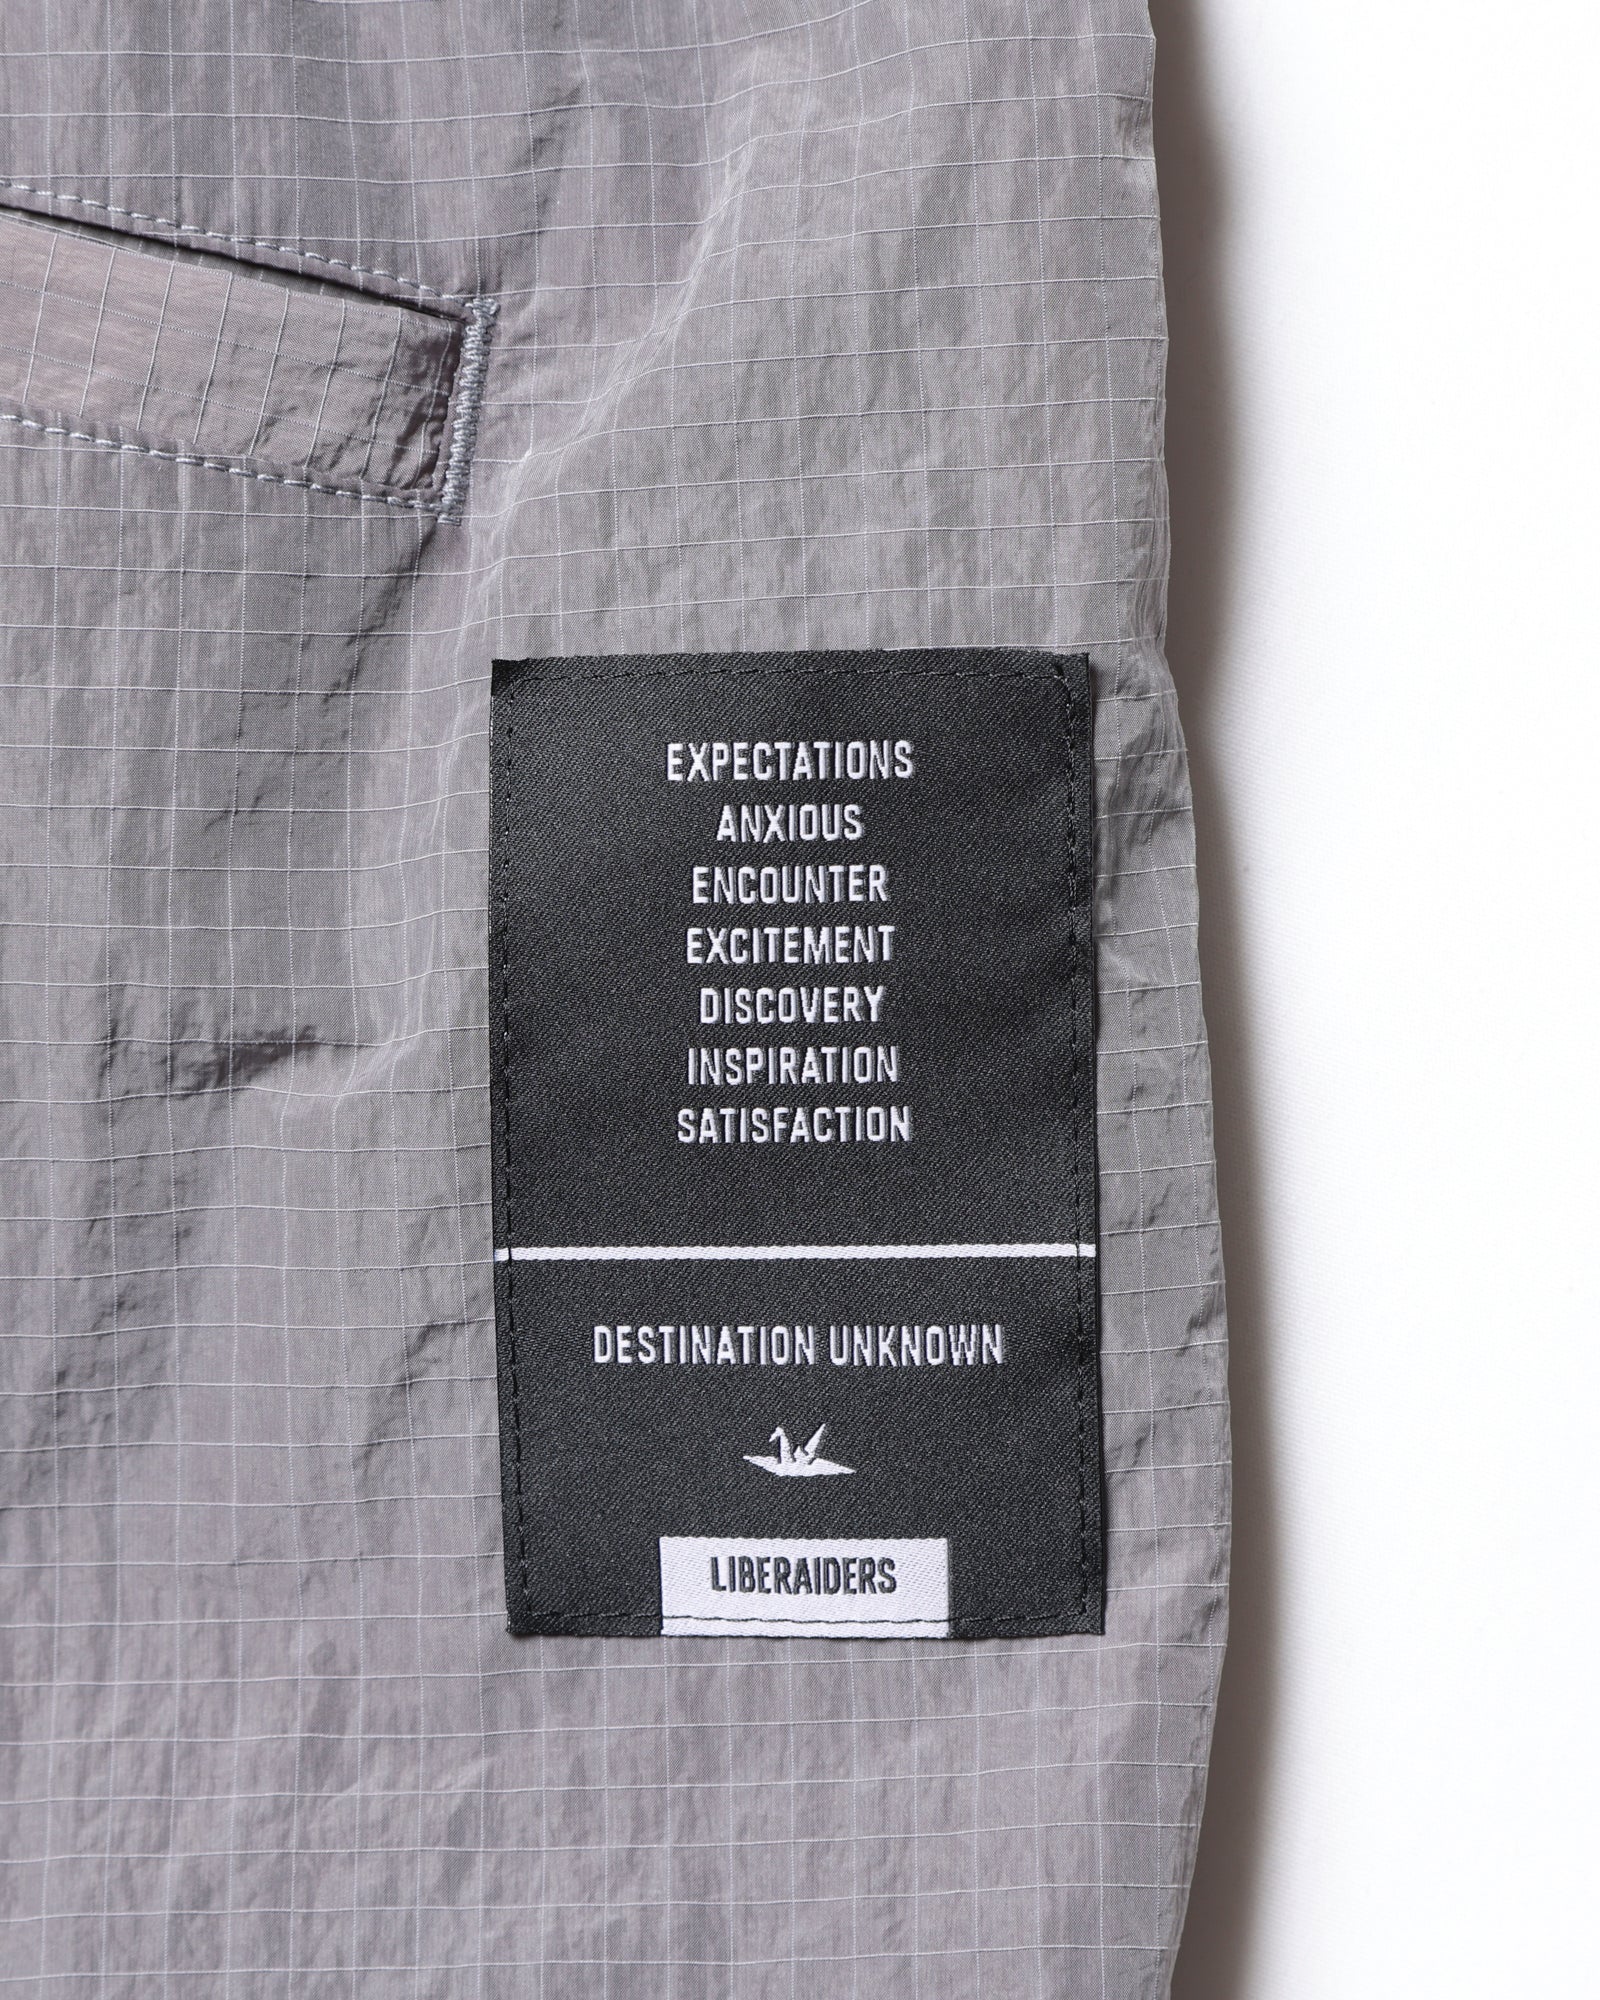 EXPECTATIONS
ANXIOUS
ENCOUNTER
EXCITEMENT
DISCOVERY
INSPIRATION
SATISFACTION
DESTINATION UNKNOWN
LIBERAIDERS